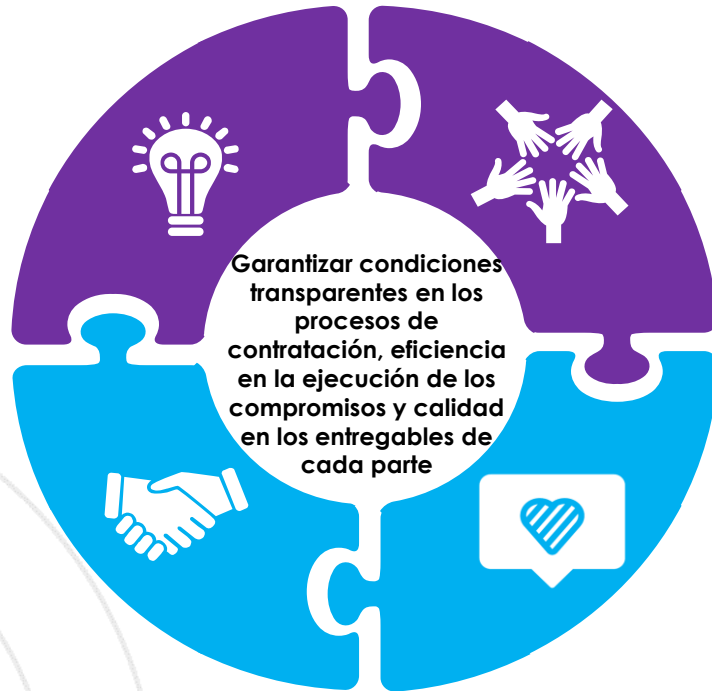 Garantizar condiciones
transparentes en los
procesos de
contratación, eficiencia
en la ejecución de los
compromisos y calidad
en los entregables de
cada parte